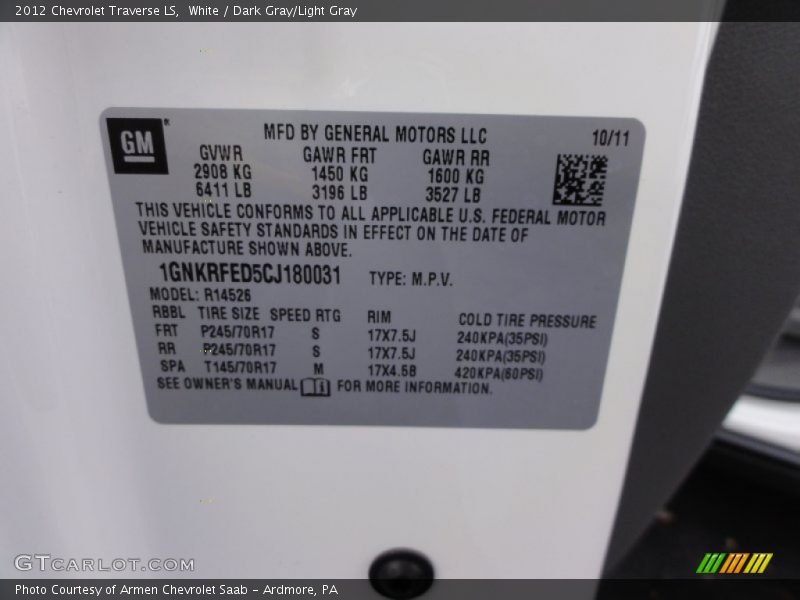 2012 Chevrolet Traverse LS, White / Dark Gray/Light Gray
GM
MFD BY GENERAL MOTORS LLC 10/11
GVWR GAWR FRT GAWR RR
2908 KG 1450 KG 1600 KG
6411 LB 3196 LB 3527 LB
THIS VEHICLE CONFORMS TO ALL APPLICABLE U.S. FEDERAL MOTOR
VEHICLE SAFETY STANDARDS IN EFFECT ON THE DATE OF
MANUFACTURE SHOWN ABOVE.
1GNKRFED5CJ180031 TYPE: M.P.V.
MODEL: R14526
RBBL TIRE SIZE SPEED RTG RIM COLD TIRE PRESSURE
FRT P245/70R17 S 17X7.5J 240KPA(35PSI)
RR P245/70R17 S 17X7.5J 240KPA(35PSI)
SPA T145/70R17 M 17X4.5B 420KPA(60PSI)
SEE OWNER'S MANUAL FOR MORE INFORMATION.
GTCARLOT.COM
Photo Courtesy of Armen Chevrolet Saab – Ardmore, PA